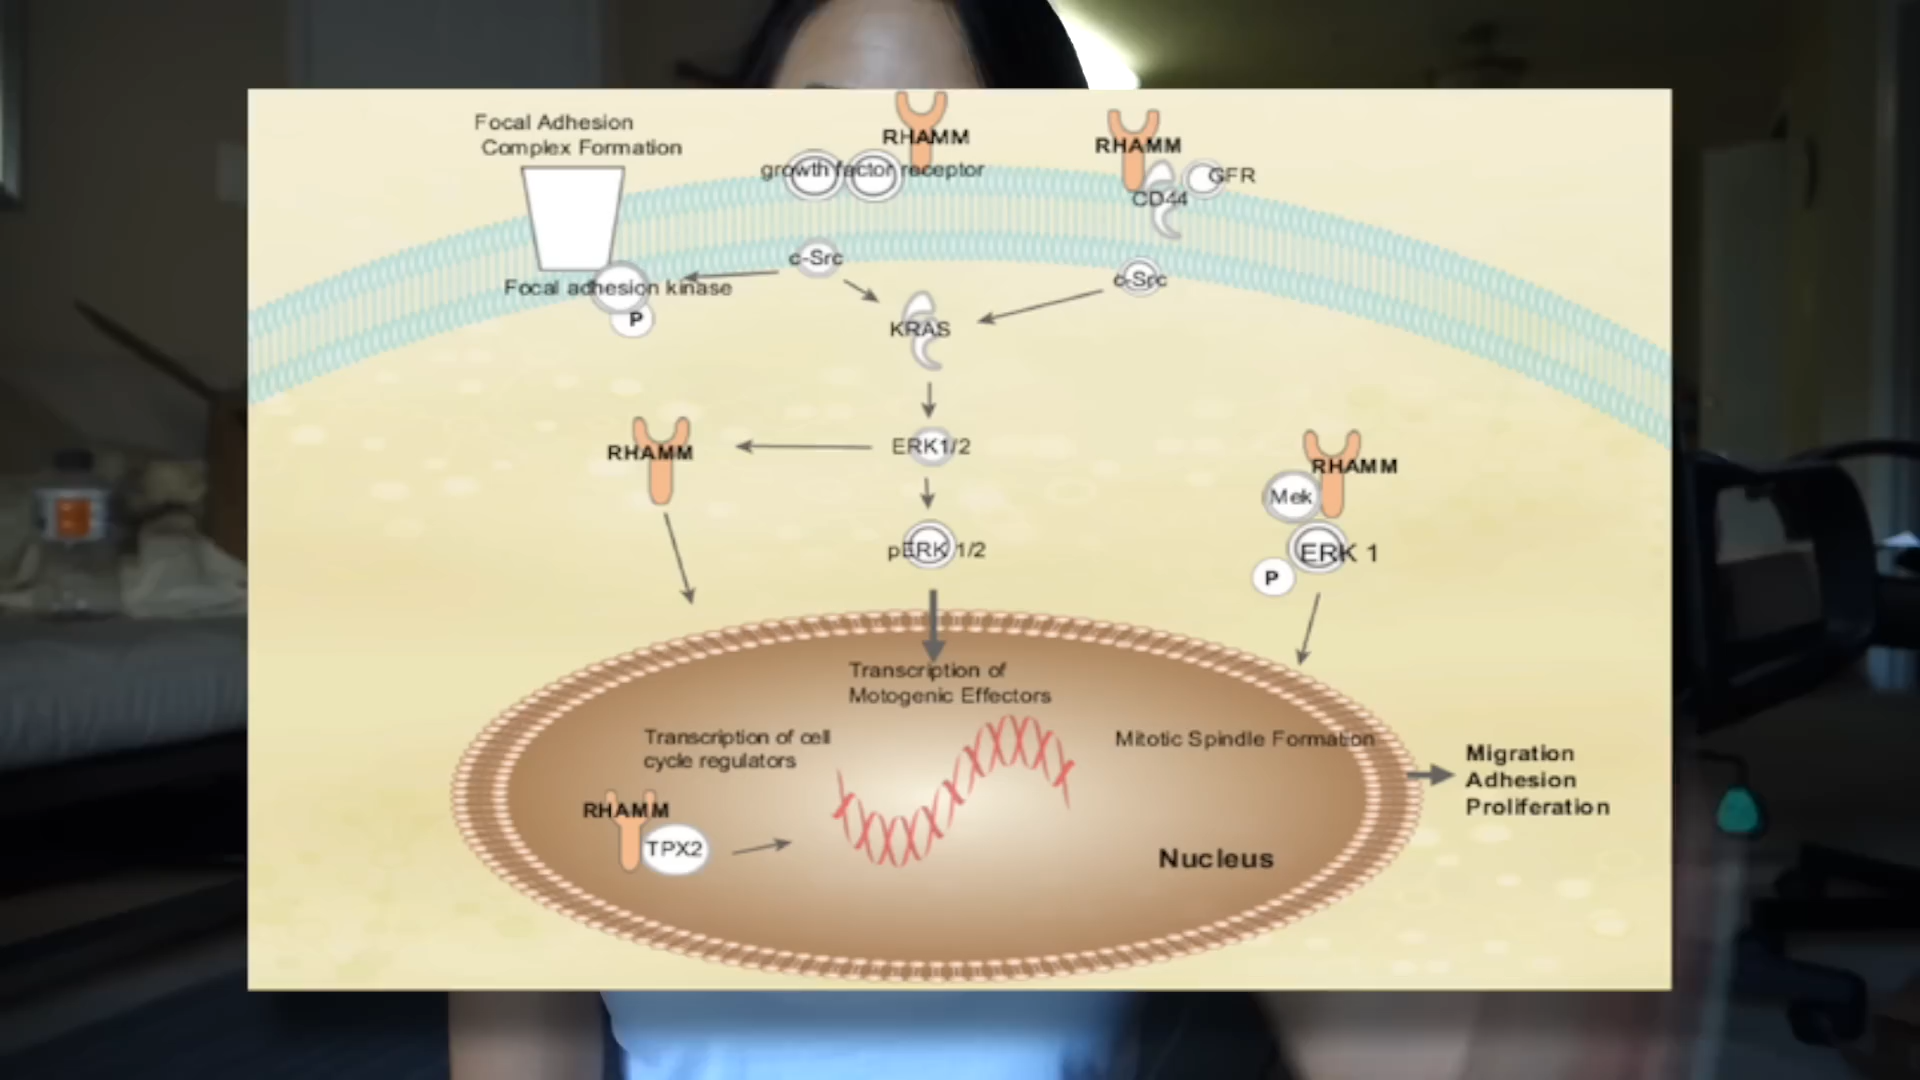 Focal Adhesion
Complex Formation
RHAMM
growth factor receptor
RHAMM
GFR
CD44
c-Src
c-Src
Focal adhesion kinase
P
KRAS
RHAMM
ERK1/2
RHAMM
Mek
pERK 1/2
ERK 1
P
Transcription of
Motogenic Effectors
Transcription of cell
cycle regulators
Mitotic Spindle Formation
Migration
Adhesion
Proliferation
RHAMM
TPX2
Nucleus